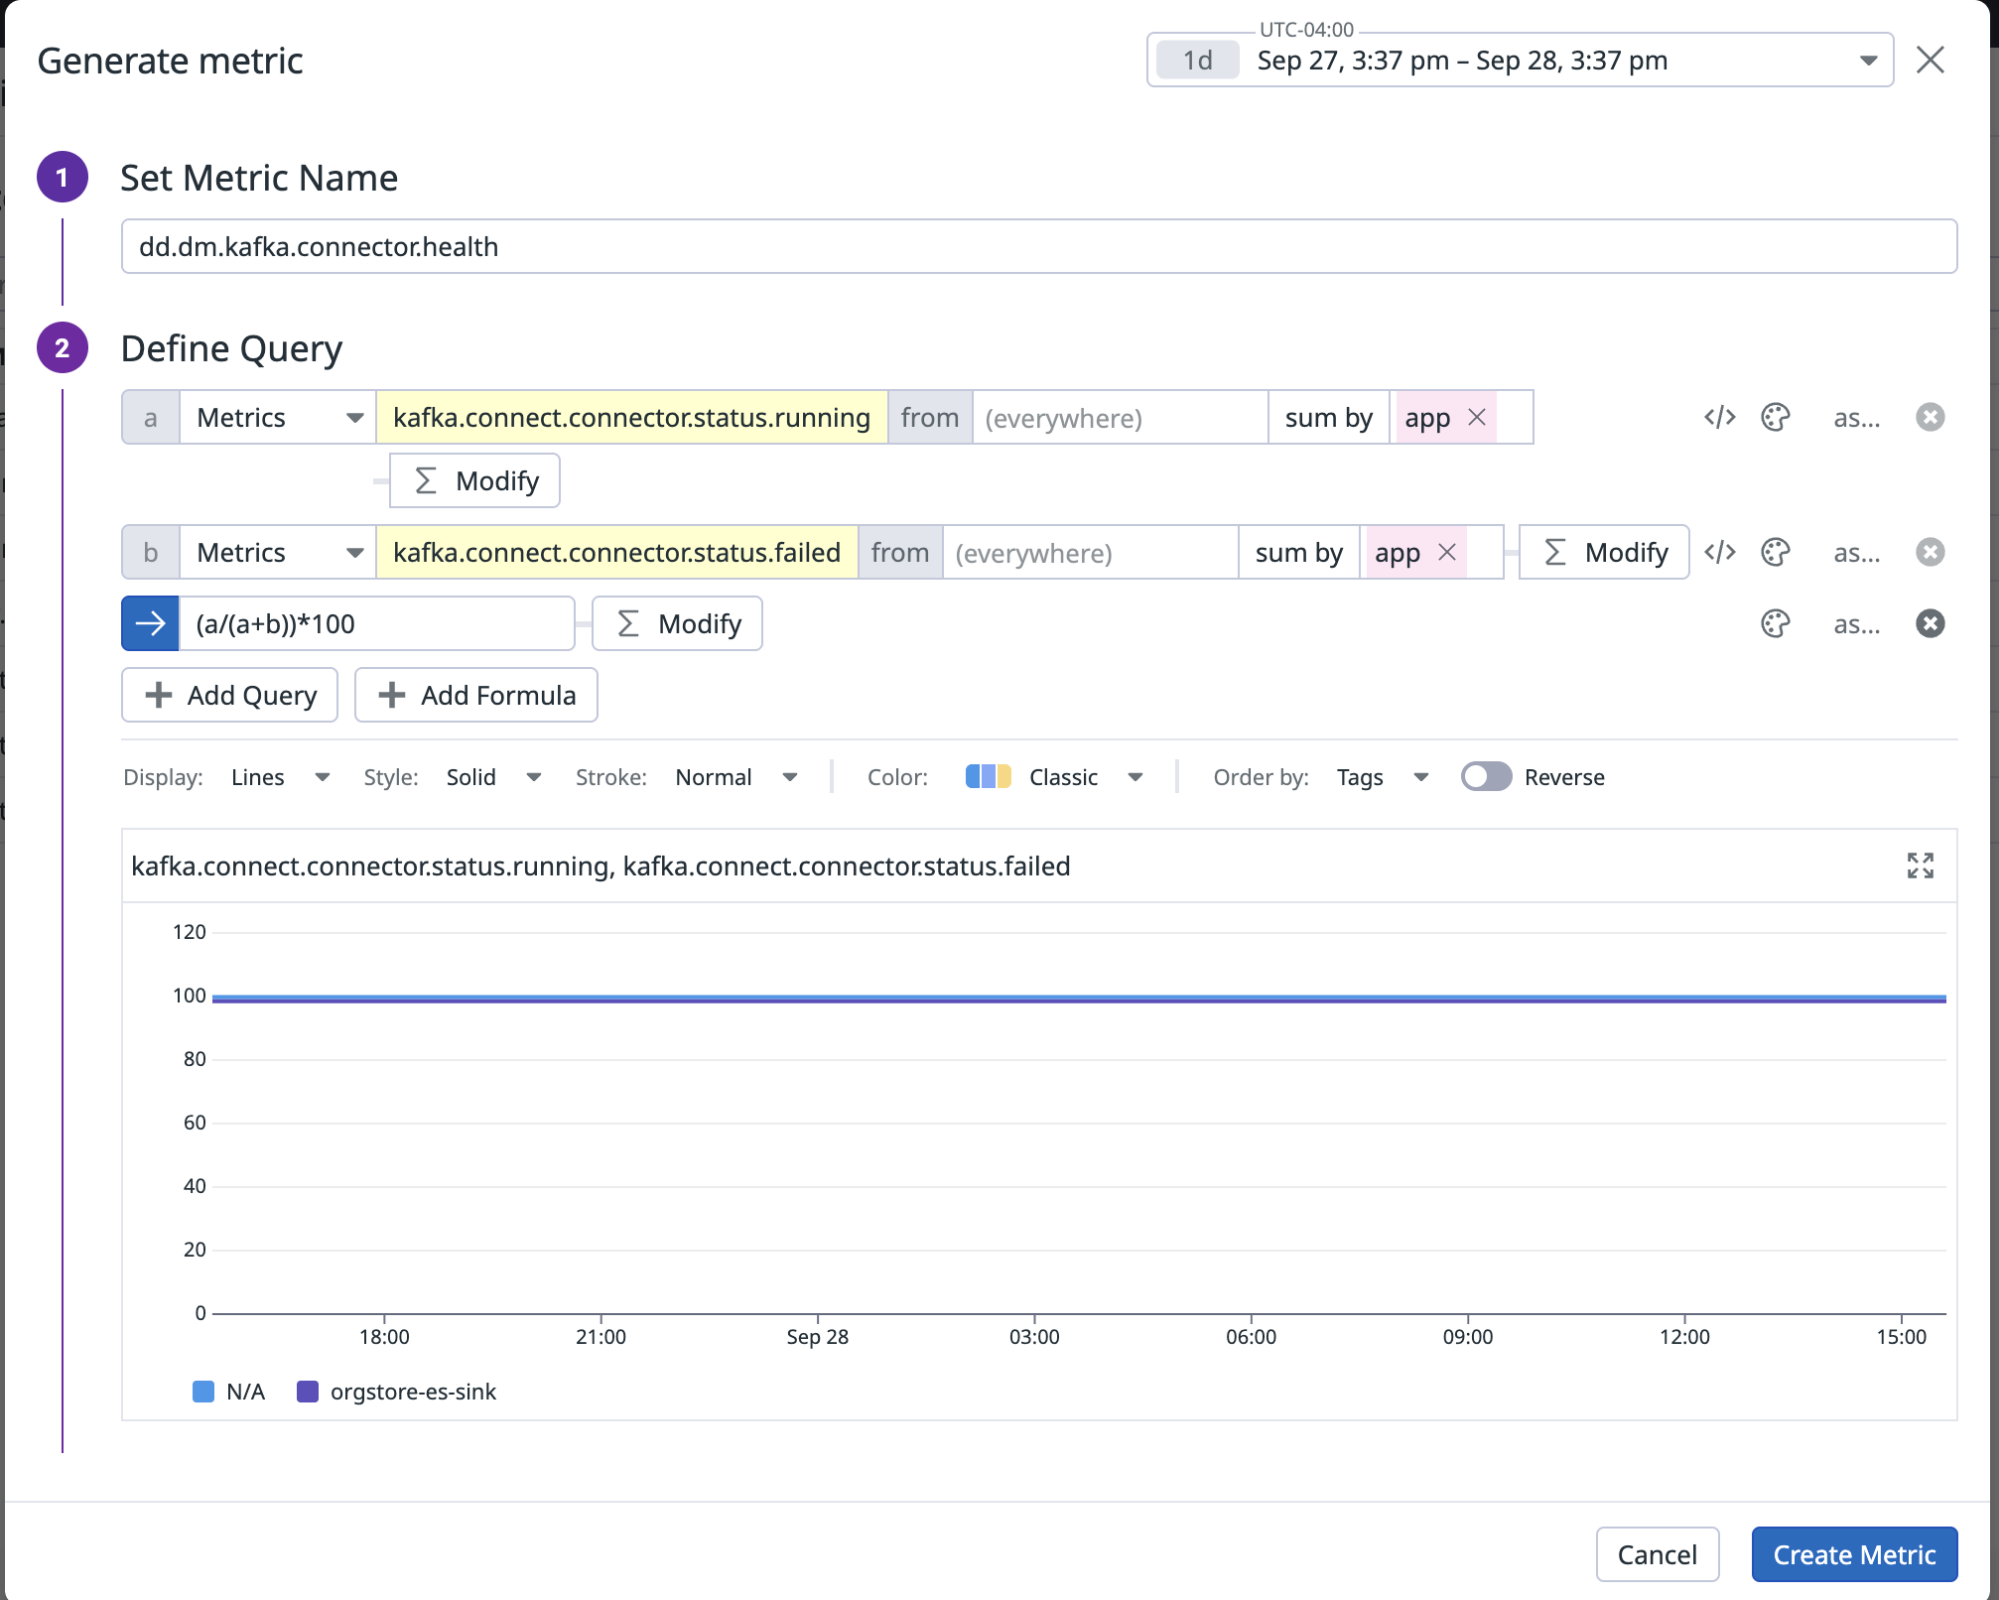 Generate metric
UTC-04:00
1d Sep 27, 3:37 pm – Sep 28, 3:37 pm
1 Set Metric Name
dd.dm.kafka.connector.health
2 Define Query
a Metrics kafka.connect.connector.status.running from (everywhere) sum by app </> as...
Σ Modify
b Metrics kafka.connect.connector.status.failed from (everywhere) sum by app Σ Modify </> as...
(a/(a+b))*100 Σ Modify as...
Add Query Add Formula
Display: Lines Style: Solid Stroke: Normal Color: Classic Order by: Tags Reverse
kafka.connect.connector.status.running, kafka.connect.connector.status.failed
120
100
80
60
40
20
0
18:00 21:00 Sep 28 03:00 06:00 09:00 12:00 15:00
N/A orgstore-es-sink
Cancel Create Metric